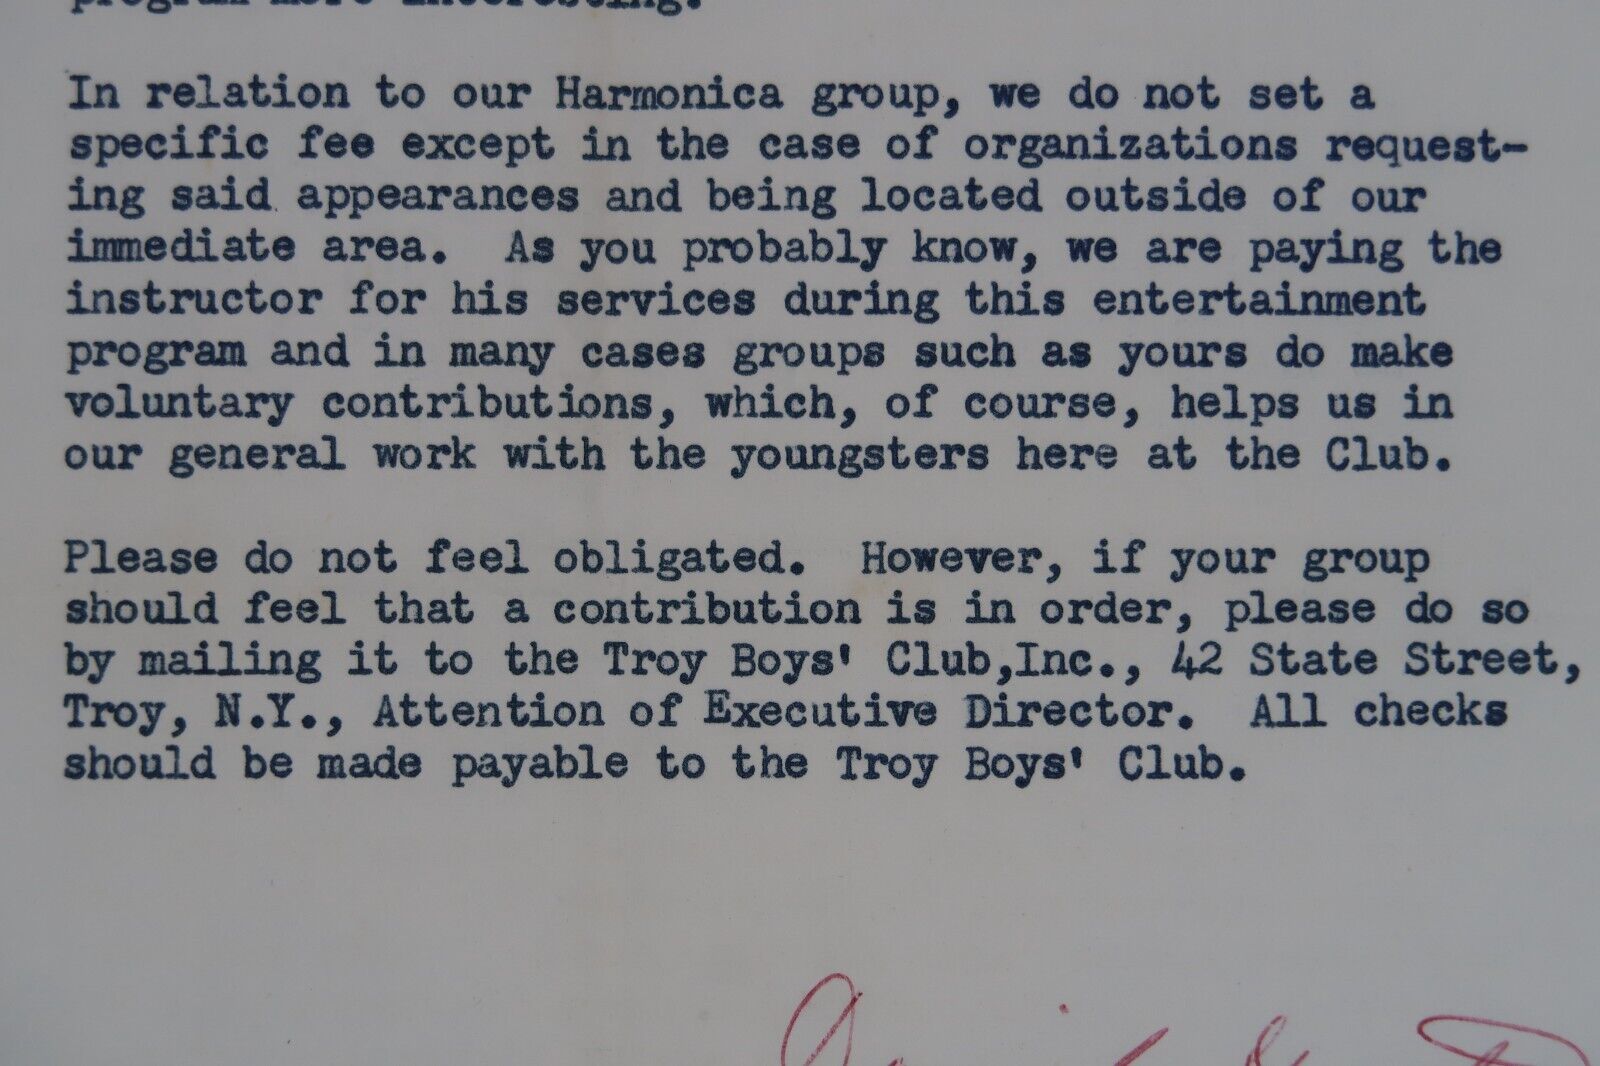 program more interesting.
In relation to our Harmonica group, we do not set a
specific fee except in the case of organizations request-
ing said appearances and being located outside of our
immediate area. As you probably know, we are paying the
instructor for his services during this entertainment
program and in many cases groups such as yours do make
voluntary contributions, which, of course, helps us in
our general work with the youngsters here at the Club.
Please do not feel obligated. However, if your group
should feel that a contribution is in order, please do so
by mailing it to the Troy Boys' Club,Inc., 42 State Street,
Troy, N.Y., Attention of Executive Director. All checks
should be made payable to the Troy Boys' Club.